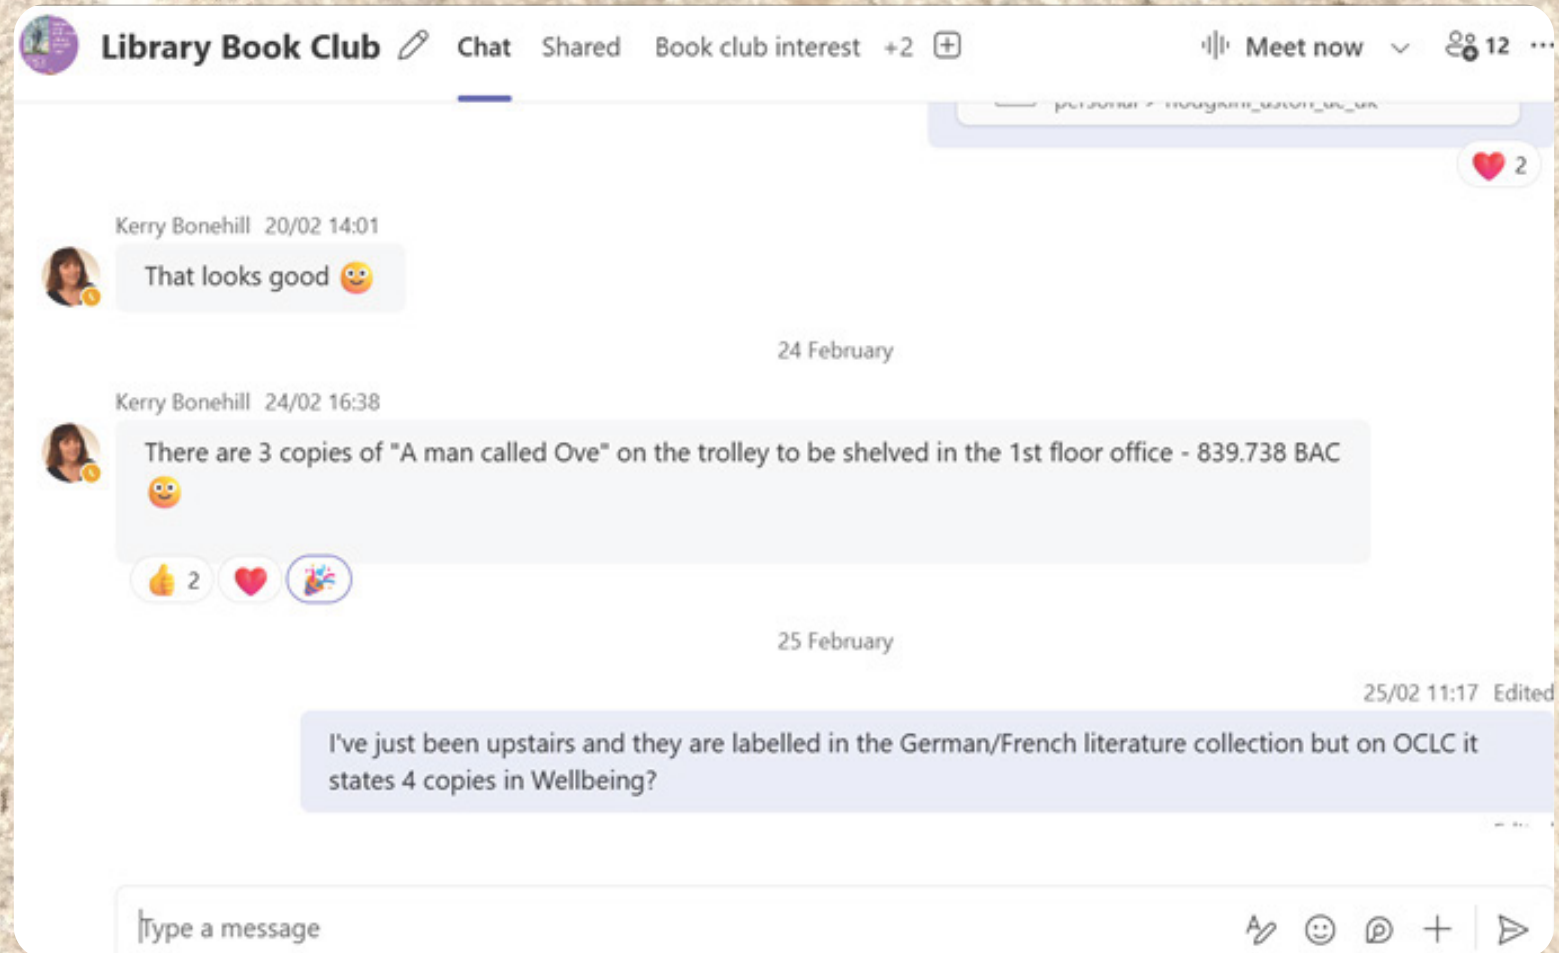 Library Book Club
Chat
Shared
Book club interest
+2
Meet now
12
2
Kerry Bonehill 20/02 14:01
That looks good
24 February
Kerry Bonehill 24/02 16:38
There are 3 copies of "A man called Ove" on the trolley to be shelved in the 1st floor office - 839.738 BAC
2
25 February
25/02 11:17 Edited
I've just been upstairs and they are labelled in the German/French literature collection but on OCLC it
states 4 copies in Wellbeing?
Type a message